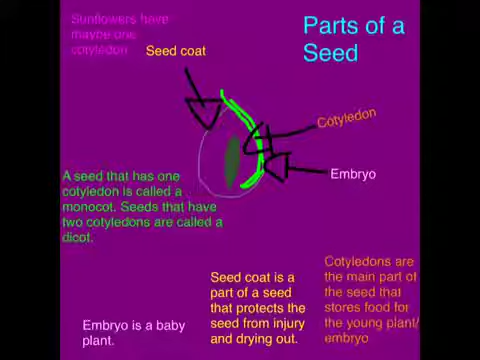 Sunflowers have
maybe one
cotyledon
Parts of a
Seed
Seed coat
Cotyledon
Embryo
A seed that has one
cotyledon is called a
monocot. Seeds that have
two cotyledons are called a
dicot.
Seed coat is a
part of a seed
that protects the
seed from injury
and drying out.
Cotyledons are
the main part of
the seed that
stores food for
the young plant/
embryo
Embryo is a baby
plant.